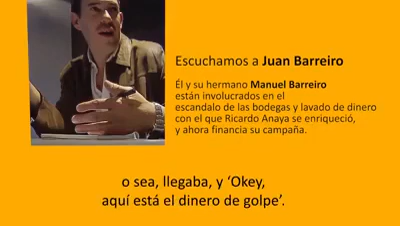 Escuchamos a Juan Barreiro
Él y su hermano Manuel Barreiro
están involucrados en el
escandalo de las bodegas y lavado de dinero
con el que Ricardo Anaya se enriqueció,
y ahora financia su campaña.
o sea, llegaba, y ‘Okey,
aquí está el dinero de golpe’.